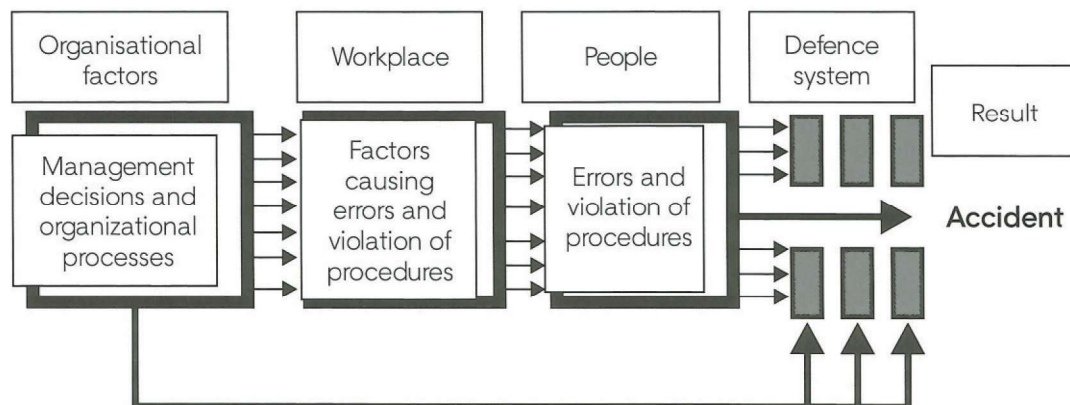 Organisational
factors
Workplace
People
Defence
system
Result
Management
decisions and
organizational
processes
Factors
causing
errors and
violation of
procedures
Errors and
violation of
procedures
Accident